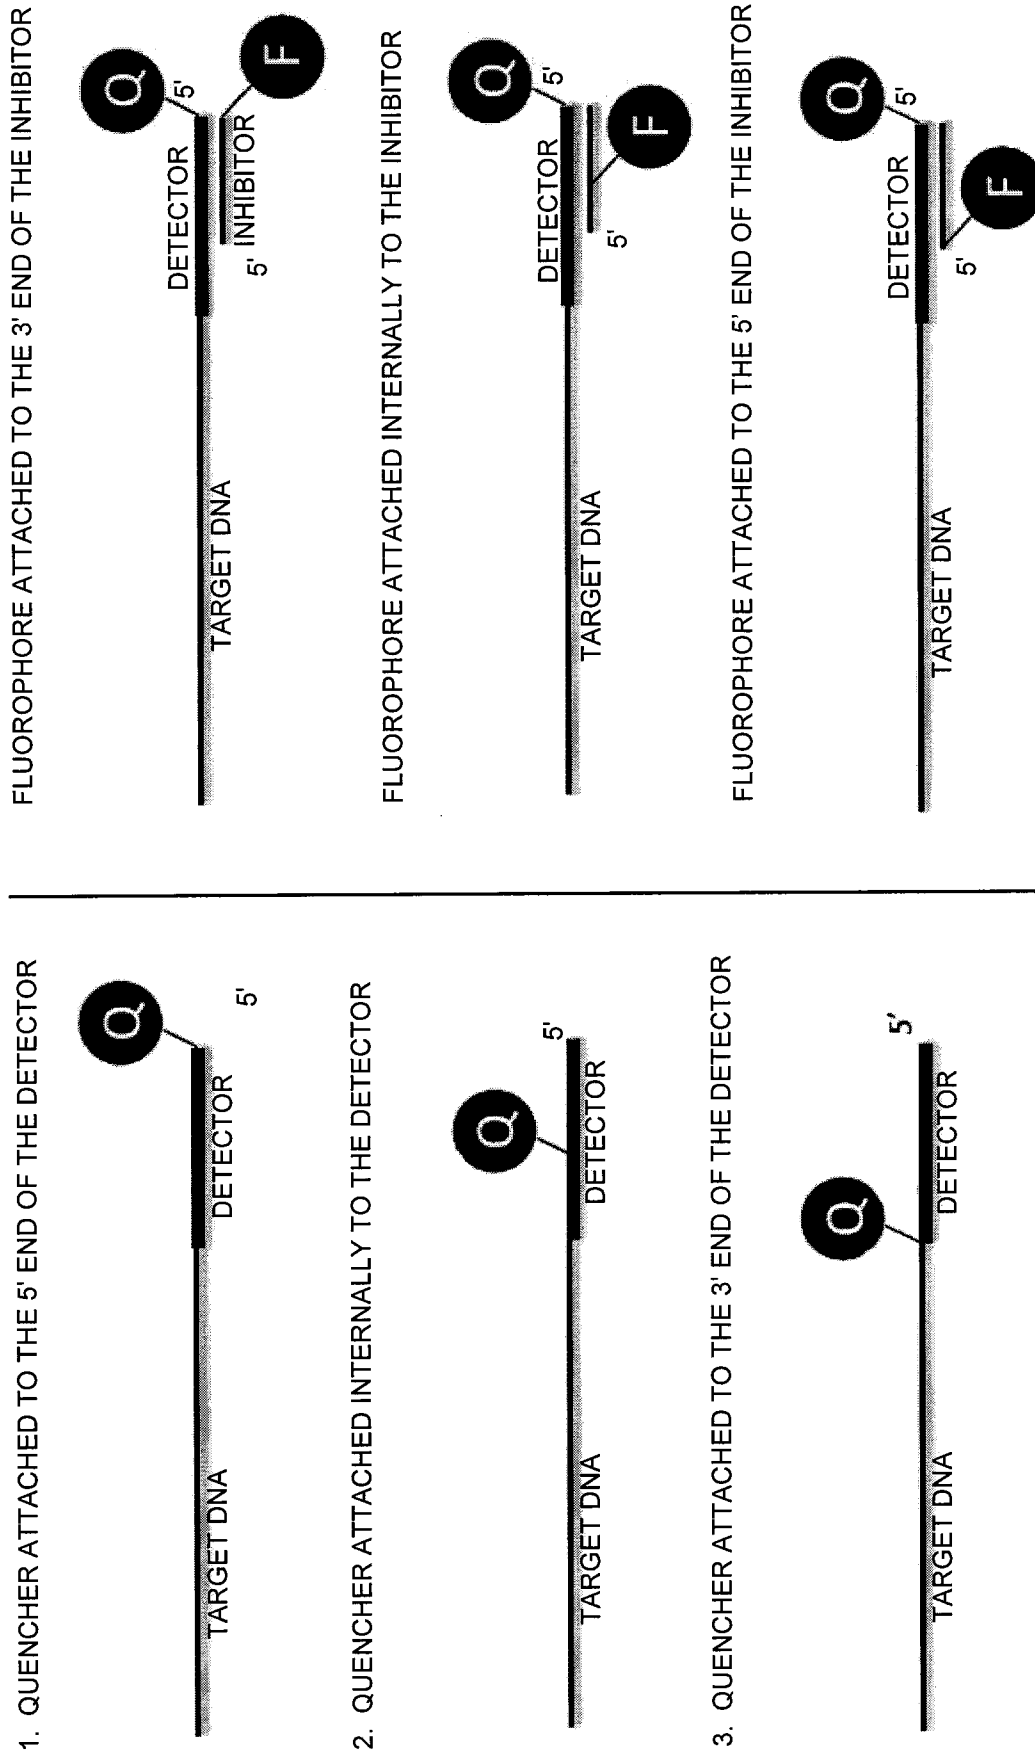 1. QUENCHER ATTACHED TO THE 5' END OF THE DETECTOR
Q
5'
DETECTOR
TARGET DNA
2. QUENCHER ATTACHED INTERNALLY TO THE DETECTOR
Q
5'
DETECTOR
TARGET DNA
3. QUENCHER ATTACHED TO THE 3' END OF THE DETECTOR
Q
5'
DETECTOR
TARGET DNA
FLUOROPHORE ATTACHED TO THE 3' END OF THE INHIBITOR
Q
5'
DETECTOR
F
INHIBITOR
5'
TARGET DNA
FLUOROPHORE ATTACHED INTERNALLY TO THE INHIBITOR
Q
5'
DETECTOR
F
5'
TARGET DNA
FLUOROPHORE ATTACHED TO THE 5' END OF THE INHIBITOR
Q
5'
DETECTOR
F
5'
TARGET DNA